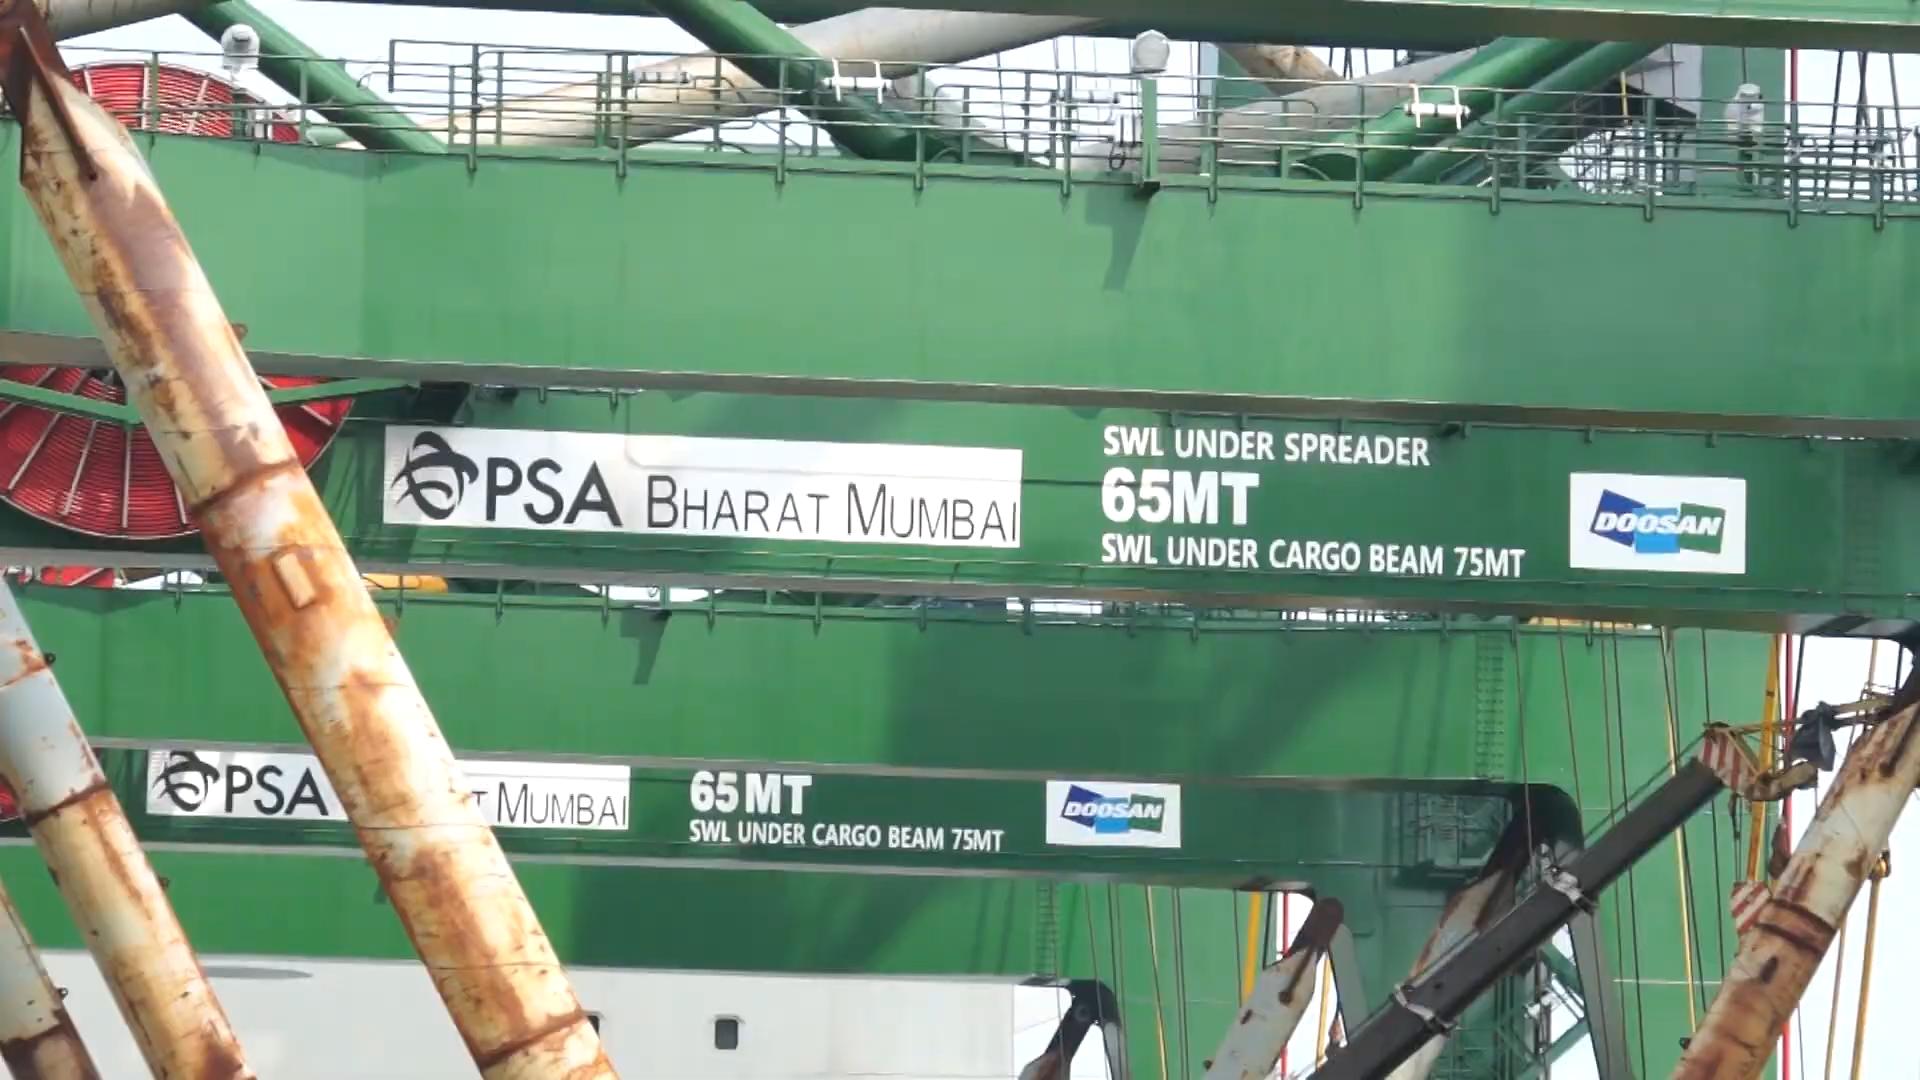 PSA BHARAT MUMBAI
SWL UNDER SPREADER
65MT
SWL UNDER CARGO BEAM 75MT
DOOSAN
PSA T MUMBAI
65 MT
SWL UNDER CARGO BEAM 75MT
DOOSAN